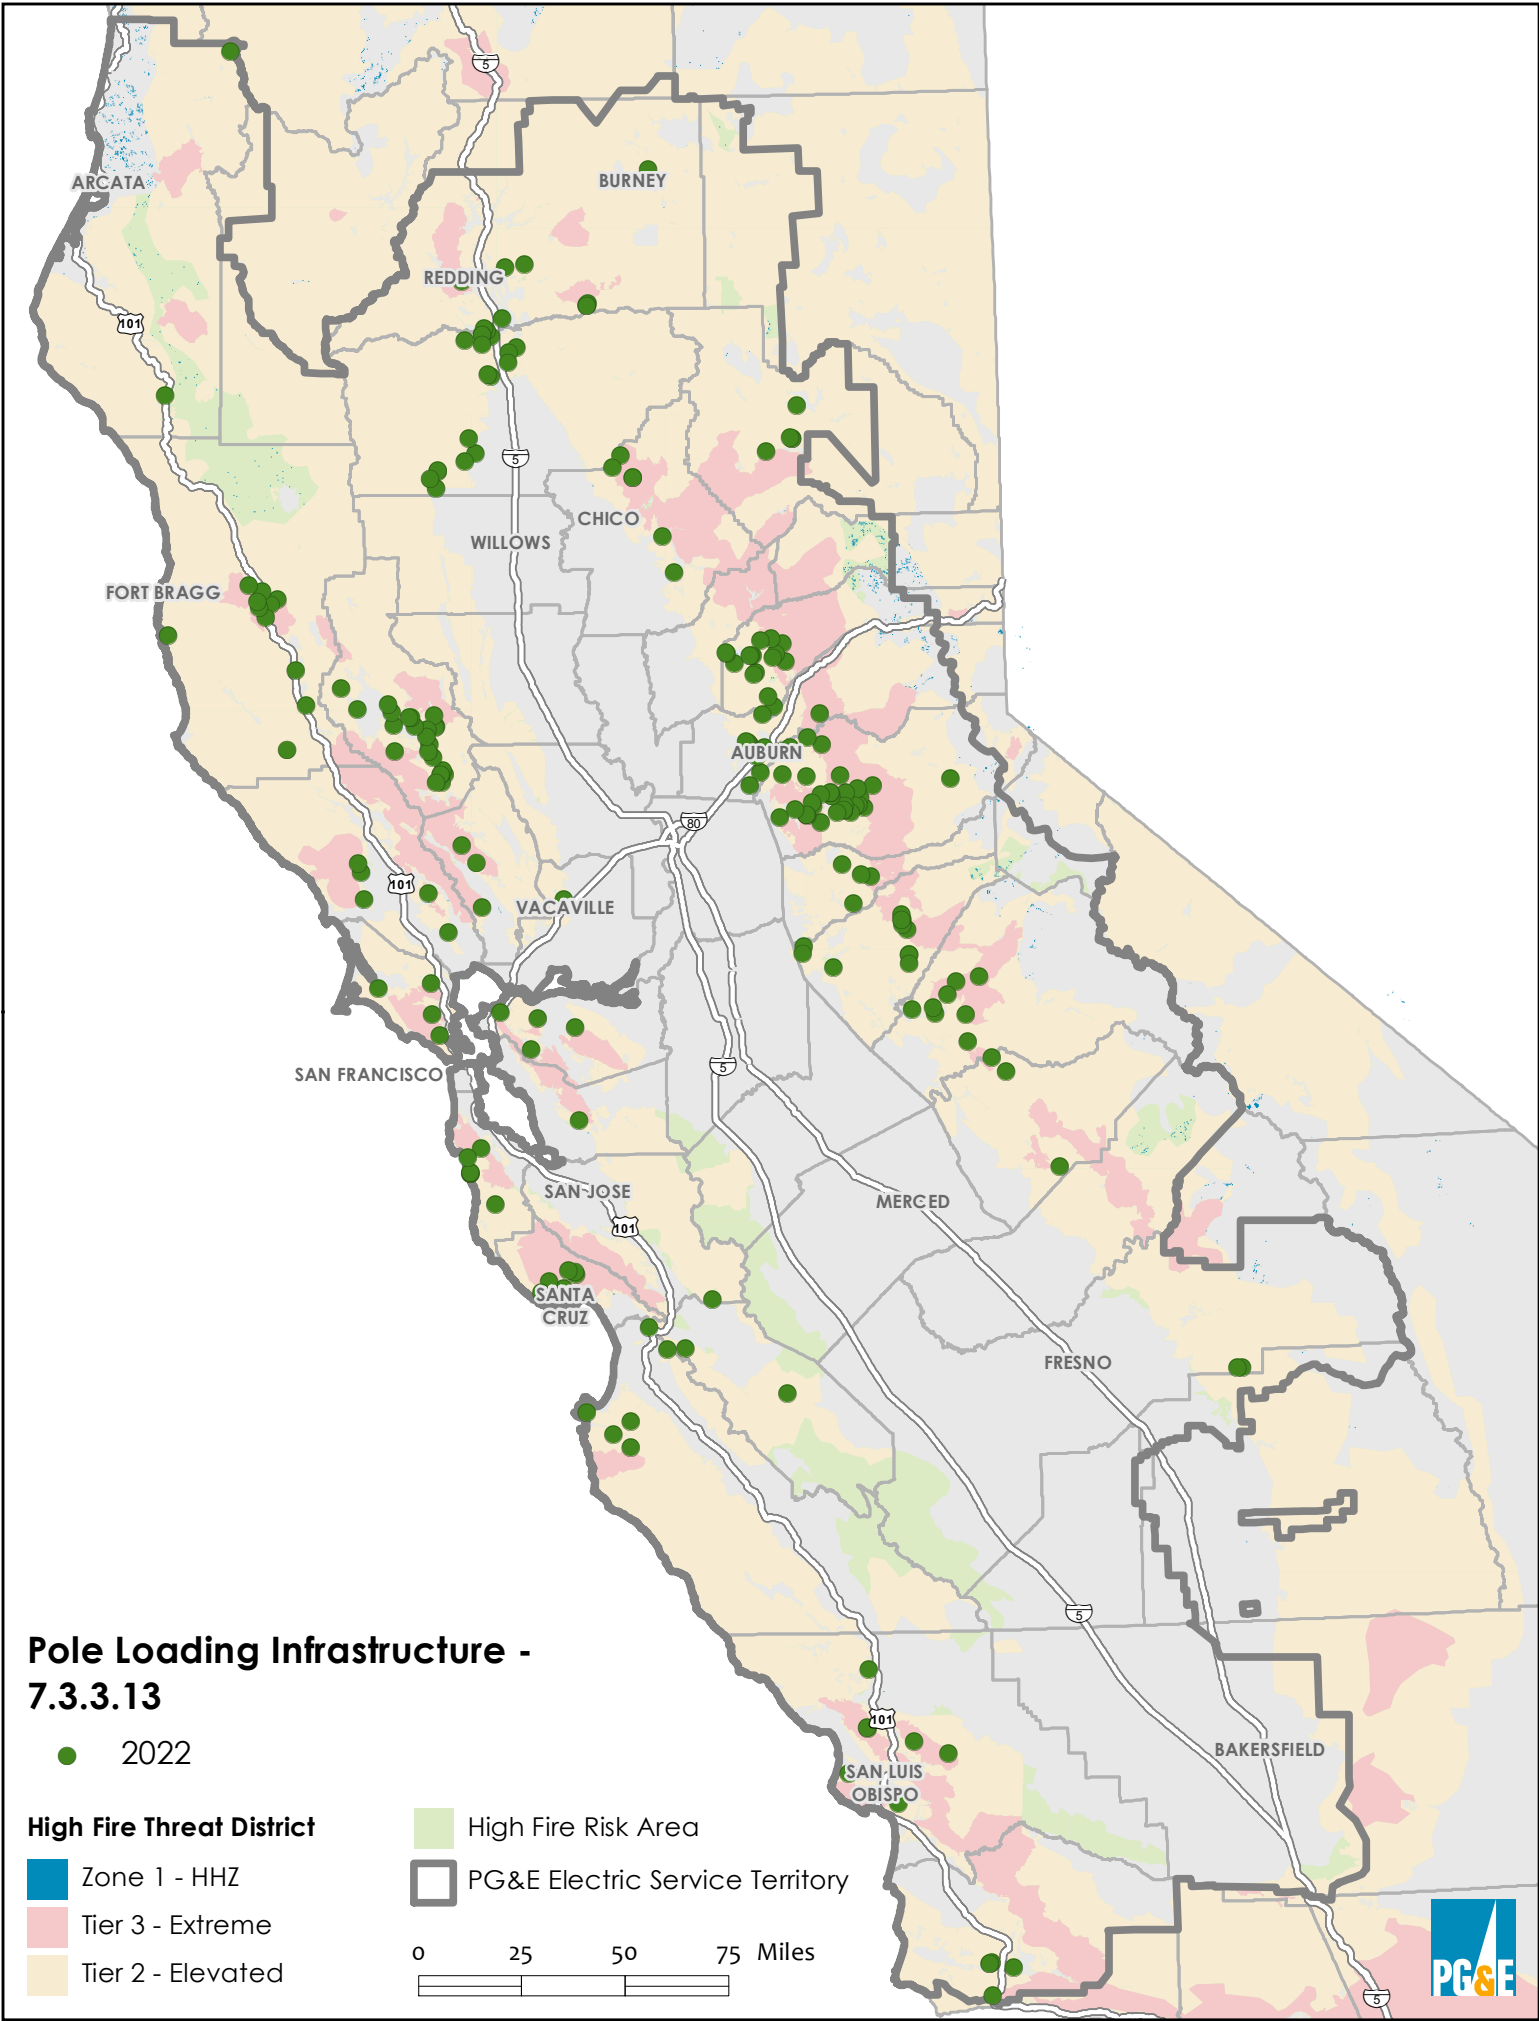 5
ARCATA
BURNEY
REDDING
101
5
CHICO
WILLOWS
FORT BRAGG
AUBURN
80
101
VACAVILLE
5
SAN FRANCISCO
SAN JOSE
MERCED
101
SANTA
CRUZ
FRESNO
5
Pole Loading Infrastructure -
7.3.3.13
2022
101
BAKERSFIELD
SAN LUIS
OBISPO
High Fire Threat District
Zone 1 - HHZ
Tier 3 - Extreme
Tier 2 - Elevated
High Fire Risk Area
PG&E Electric Service Territory
0 25 50 75 Miles
PG&E
5